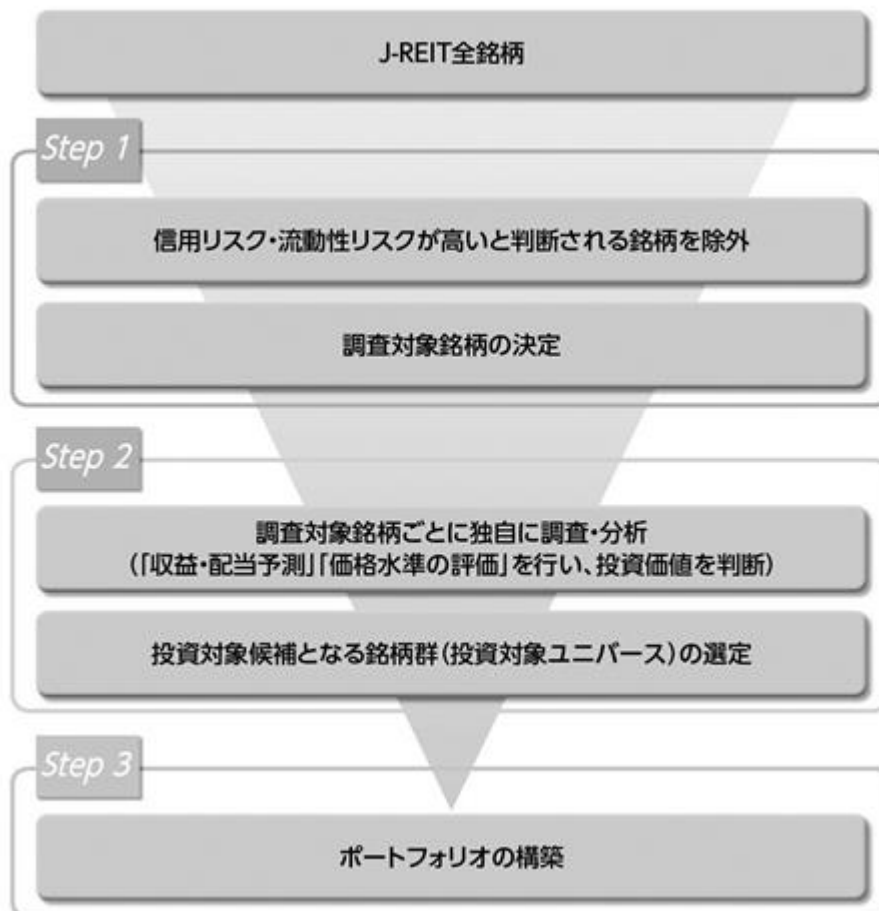 J-REIT全銘柄
Step 1
信用リスク・流動性リスクが高いと判断される銘柄を除外
調査対象銘柄の決定
Step 2
調査対象銘柄ごとに独自に調査・分析
(「収益・配当予測」「価格水準の評価」を行い、投資価値を判断)
投資対象候補となる銘柄群(投資対象ユニバース)の選定
Step 3
ポートフォリオの構築